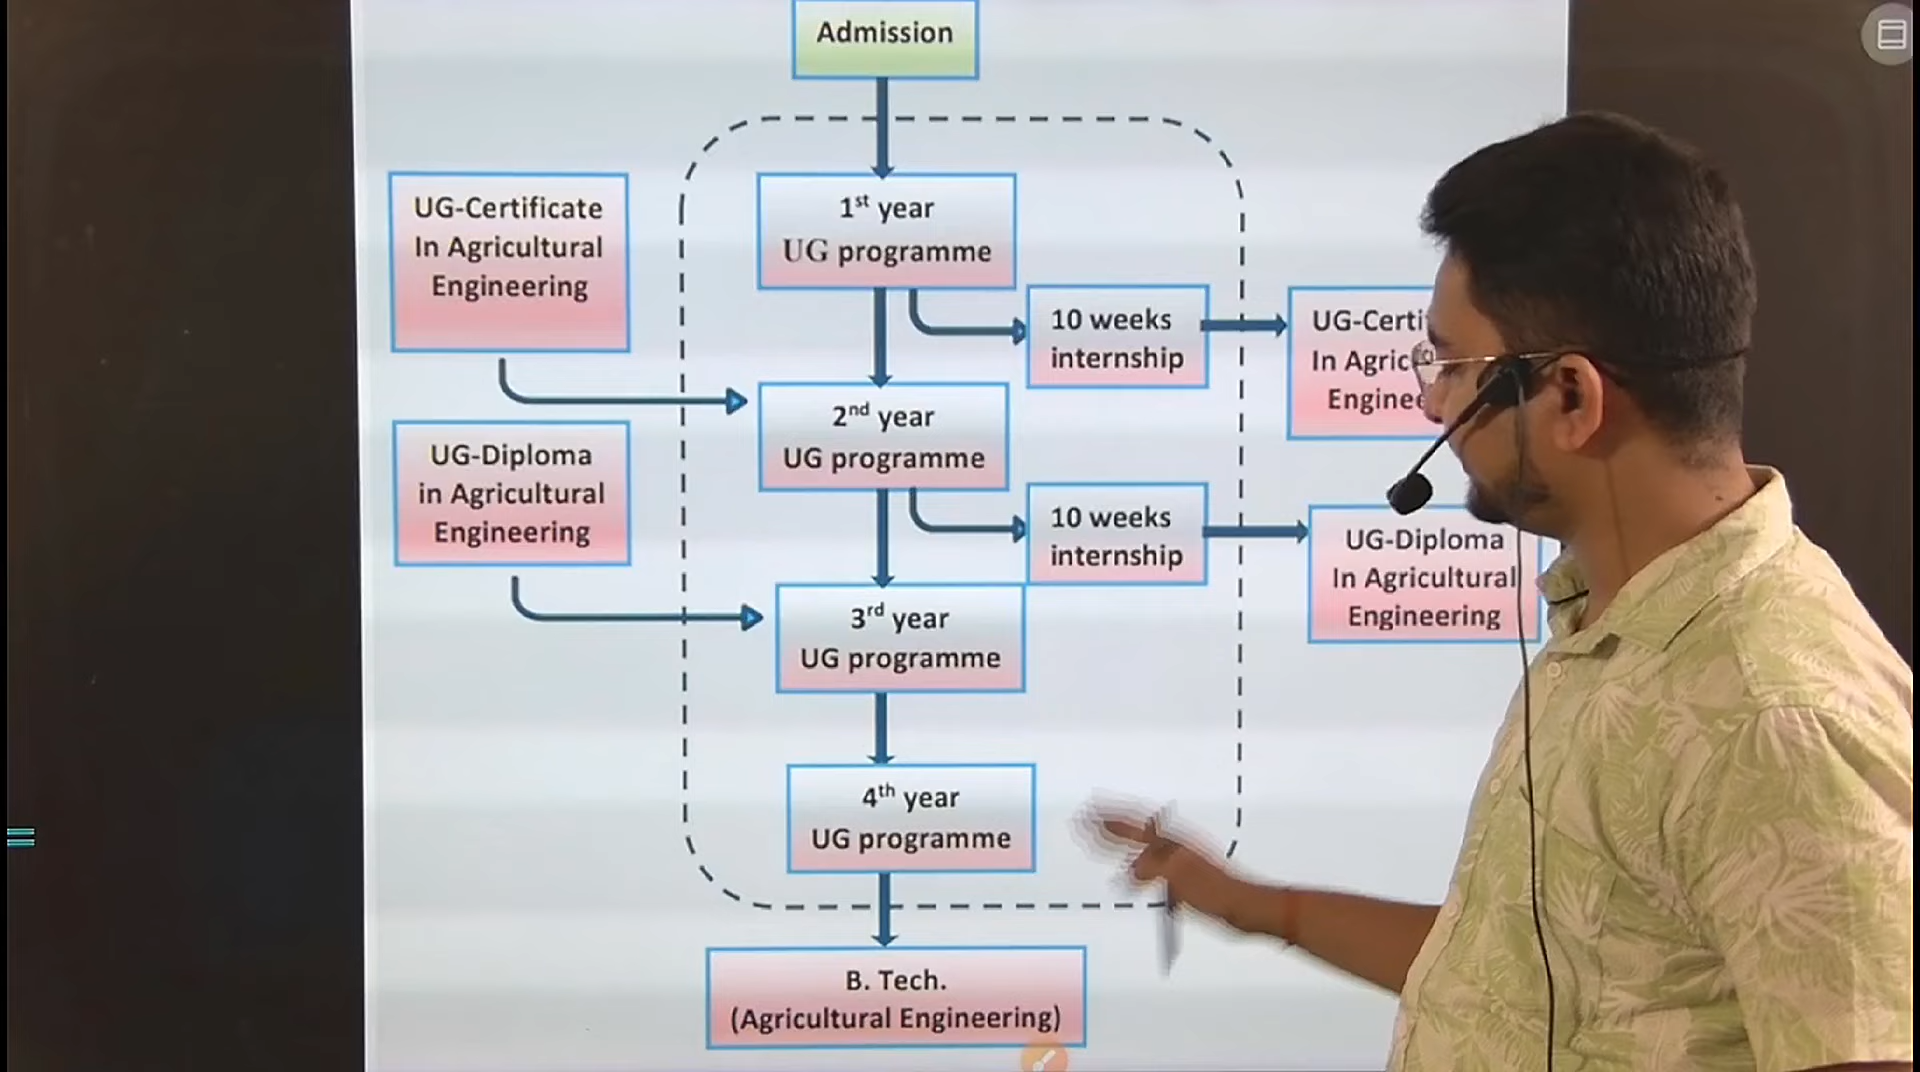 Admission
1st year
UG programme
UG-Certificate
In Agricultural
Engineering
10 weeks
internship
In
2nd year
UG programme
UG-Diploma
in Agricultural
Engineering
10 weeks
internship
UG-Diploma
In Agricultural
Engineering
3rd year
UG programme
4th year
UG programme
B. Tech.
(Agricultural Engineering)